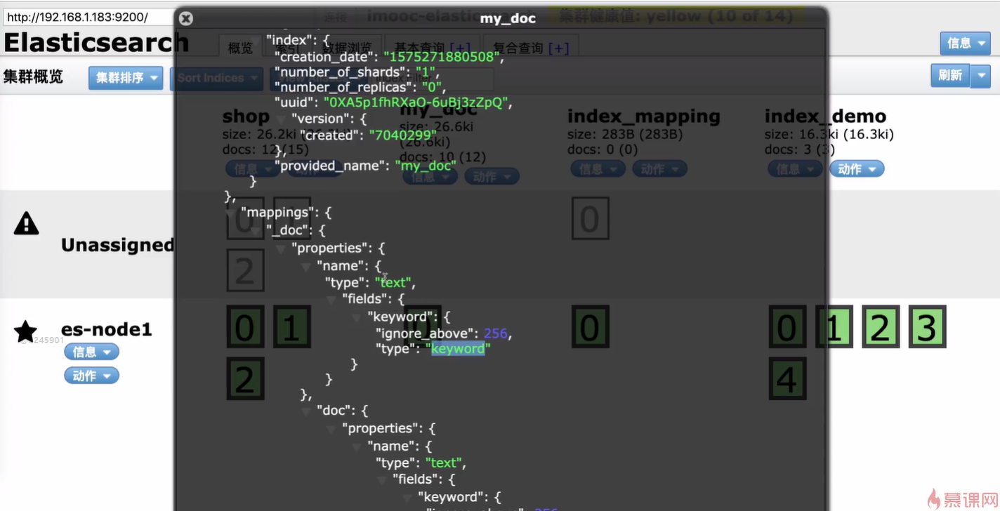 http://192.168.1.183:9200/
连接
imooc-elasticsearch
集群健康值: yellow (10 of 14)
my_doc
Elasticsearch
概览
索引
数据浏览
基本查询 [+]
复合查询 [+]
信息
集群概览
集群排序
Sort Indices
刷新
"index": {
"creation_date": "1575271880508",
"number_of_shards": "1",
"number_of_replicas": "0",
"uuid": "0XA5p1fhRXaO-6uBj3zZpQ",
"version": {
"created": "7040299"
},
"provided_name": "my_doc"
}
},
"mappings": {
"_doc": {
"properties": {
"name": {
"type": "text",
"fields": {
"keyword": {
"ignore_above": 256,
"type": "keyword"
}
}
},
"doc": {
"properties": {
"name": {
"type": "text",
"fields": {
"keyword": {
"ignore_above": 256
shop
size: 26.2ki
docs: 12 (15)
信息
my_doc
size: 26.6ki
(26.6ki)
docs: 10 (12)
信息 动作
index_mapping
size: 283B (283B)
docs: 0 (0)
信息 动作
index_demo
size: 16.3ki (16.3ki)
docs: 3 (3)
信息 动作
Unassigned
0 1
2
0
es-node1
信息
动作
0 1
2
0
0
0 1 2 3
4
慕课网